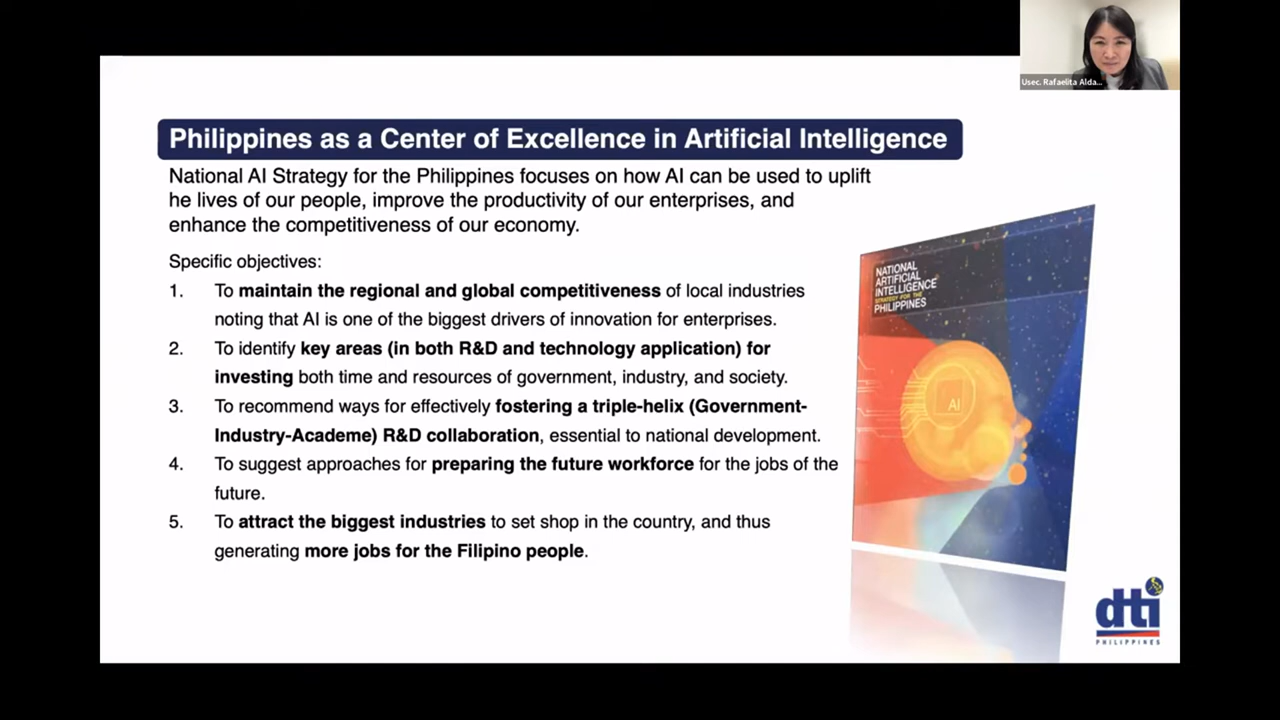 Usec. Rafaelita Alda...
Philippines as a Center of Excellence in Artificial Intelligence
National AI Strategy for the Philippines focuses on how AI can be used to uplift
he lives of our people, improve the productivity of our enterprises, and
enhance the competitiveness of our economy.
Specific objectives:
1. To maintain the regional and global competitiveness of local industries
noting that AI is one of the biggest drivers of innovation for enterprises.
2. To identify key areas (in both R&D and technology application) for
investing both time and resources of government, industry, and society.
3. To recommend ways for effectively fostering a triple-helix (Government-
Industry-Academe) R&D collaboration, essential to national development.
4. To suggest approaches for preparing the future workforce for the jobs of the
future.
5. To attract the biggest industries to set shop in the country, and thus
generating more jobs for the Filipino people.
NATIONAL
ARTIFICIAL
INTELLIGENCE
STRATEGY FOR THE
PHILIPPINES
AI
dti
PHILIPPINES